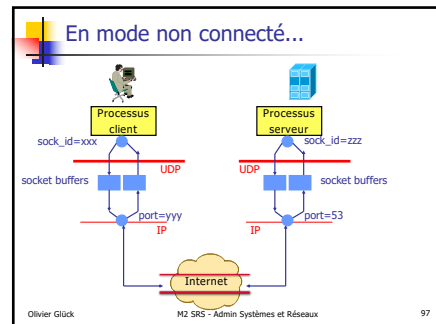 En mode non connecté...
Processus
client
Processus
serveur
sock_id=xxx
sock_id=zzz
UDP
UDP
socket buffers
socket buffers
port=yyy
port=53
IP
IP
Internet
Olivier Glück
M2 SRS - Admin Systèmes et Réseaux
97